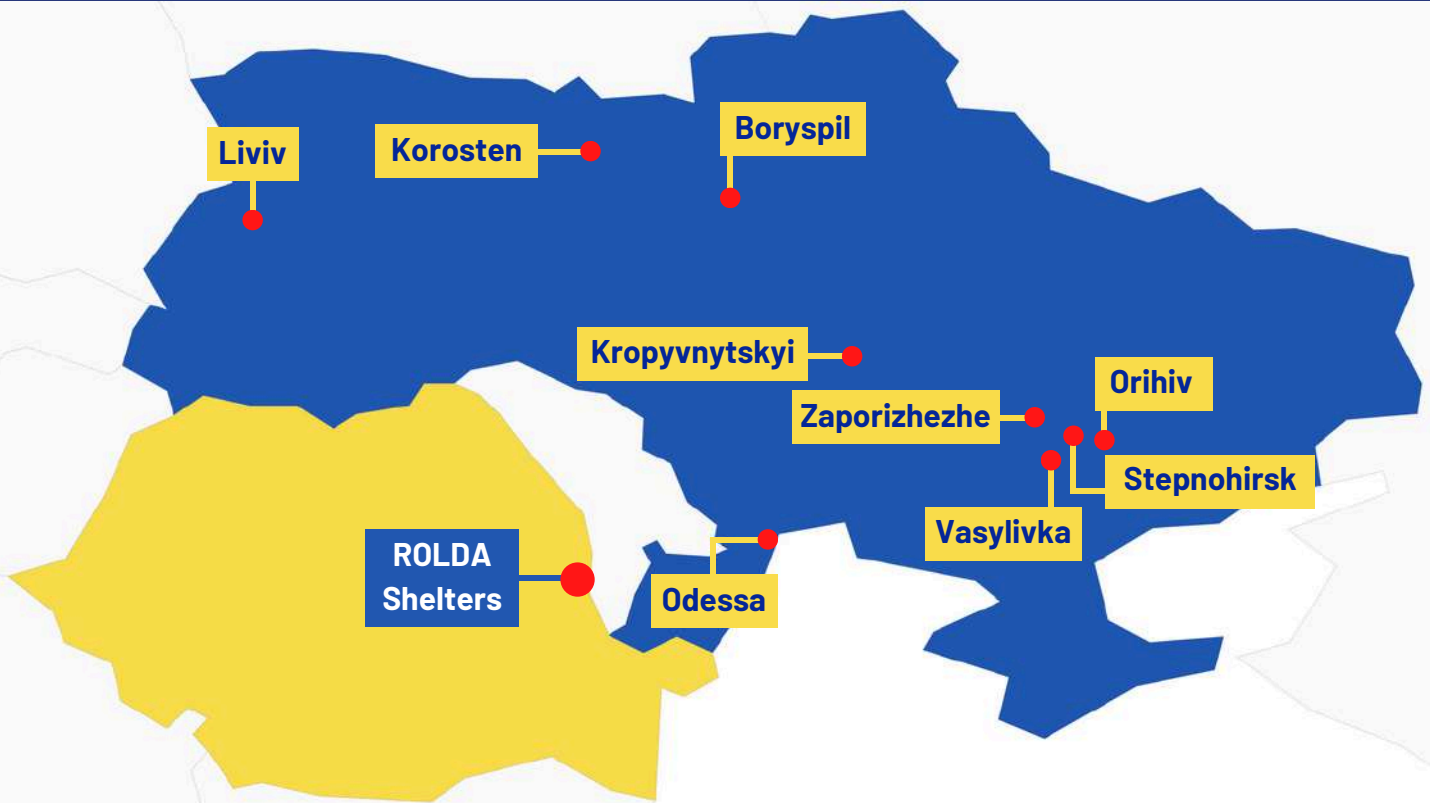 Boryspil
Liviv
Korosten
Kropyvnytskyi
Orihiv
Zaporizhezhe
Stepnohirsk
Vasylivka
ROLDA
Shelters
Odessa